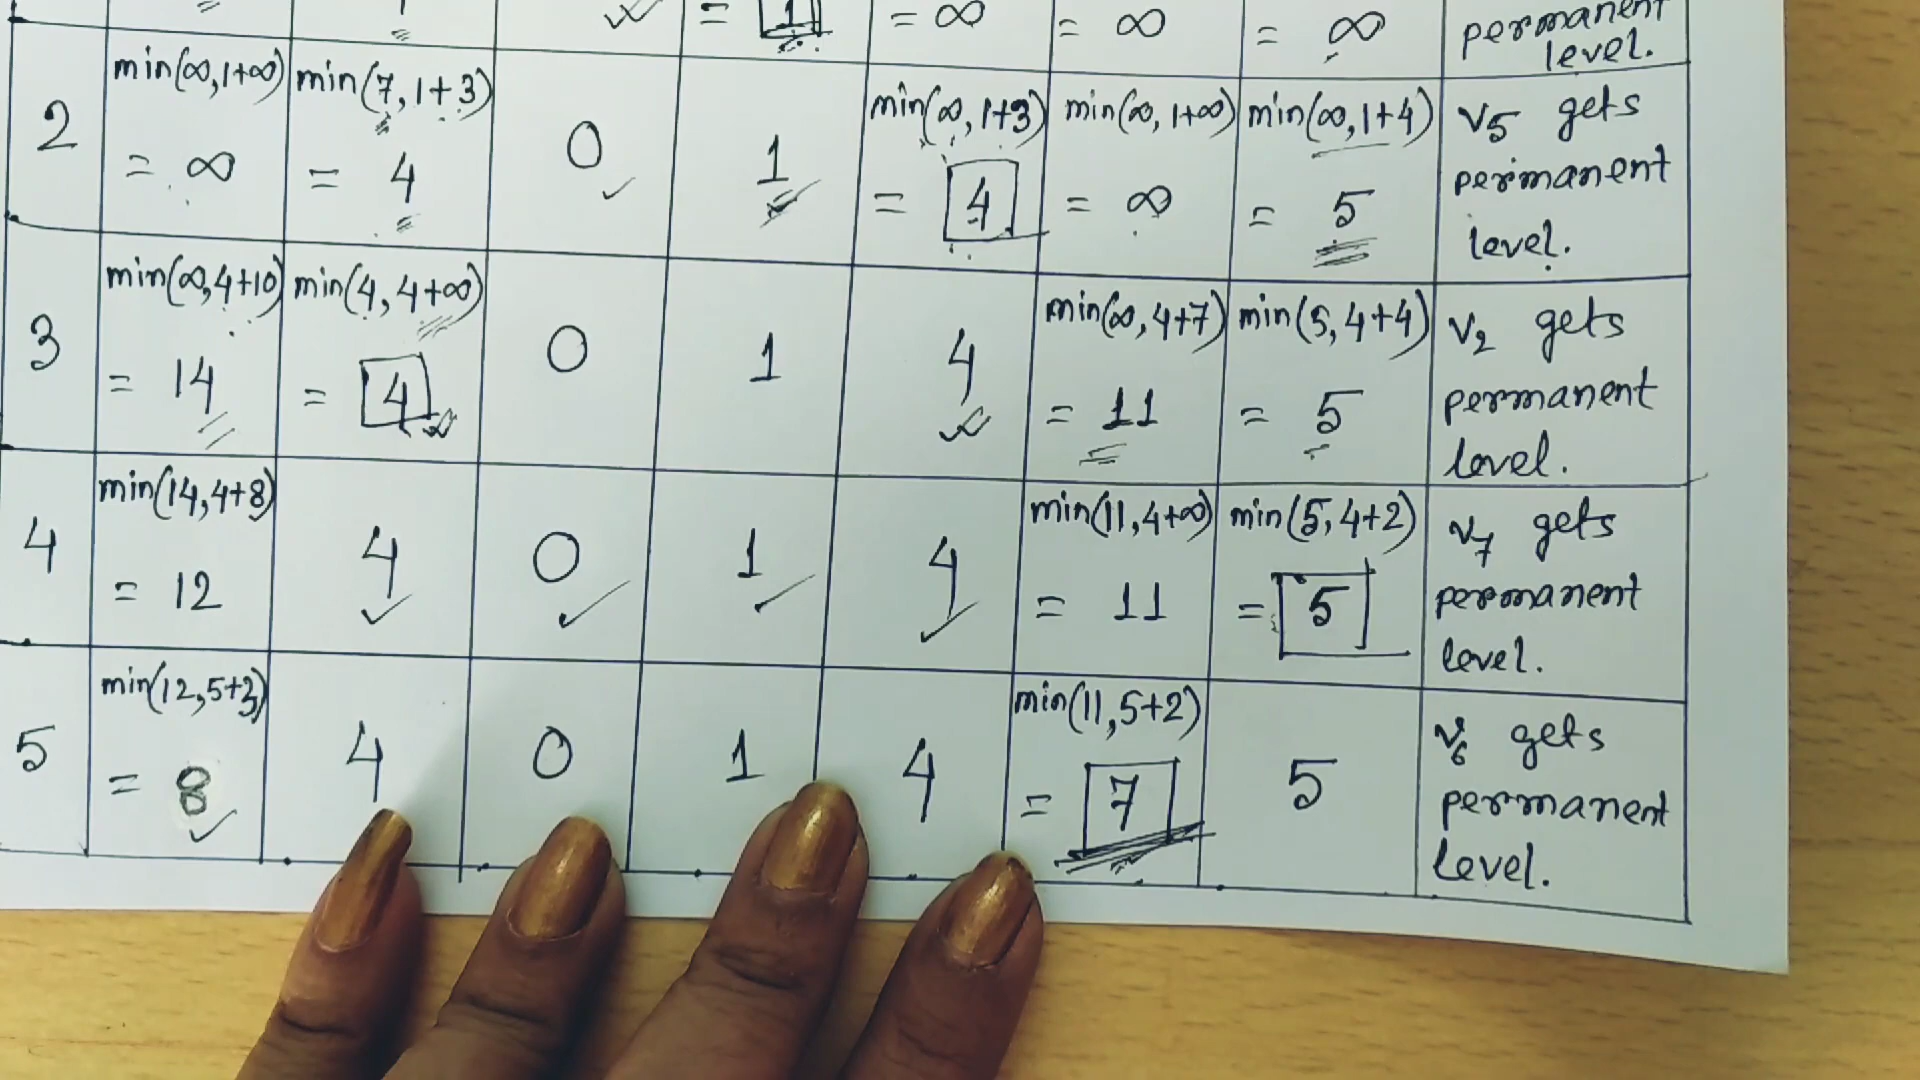 = 1 = ∞ = ∞ = ∞ permanent
level.
2 min(∞,1+∞) min(7,1+3) 0 1 min(∞,1+3) min(∞,1+∞) min(∞,1+4) v5 gets
= ∞ = 4 = 4 = ∞ = 5 permanent
level.
3 min(∞,4+10) min(4,4+∞) 0 1 4 min(∞,4+7) min(5,4+4) v2 gets
= 14 = 4 = 11 = 5 permanent
level.
4 min(14,4+8) 4 0 1 4 min(11,4+∞) min(5,4+2) v7 gets
= 12 = 11 = 5 permanent
level.
5 min(12,5+3) 4 0 1 4 min(11,5+2) 5 v6 gets
= 8 = 7 permanent
level.